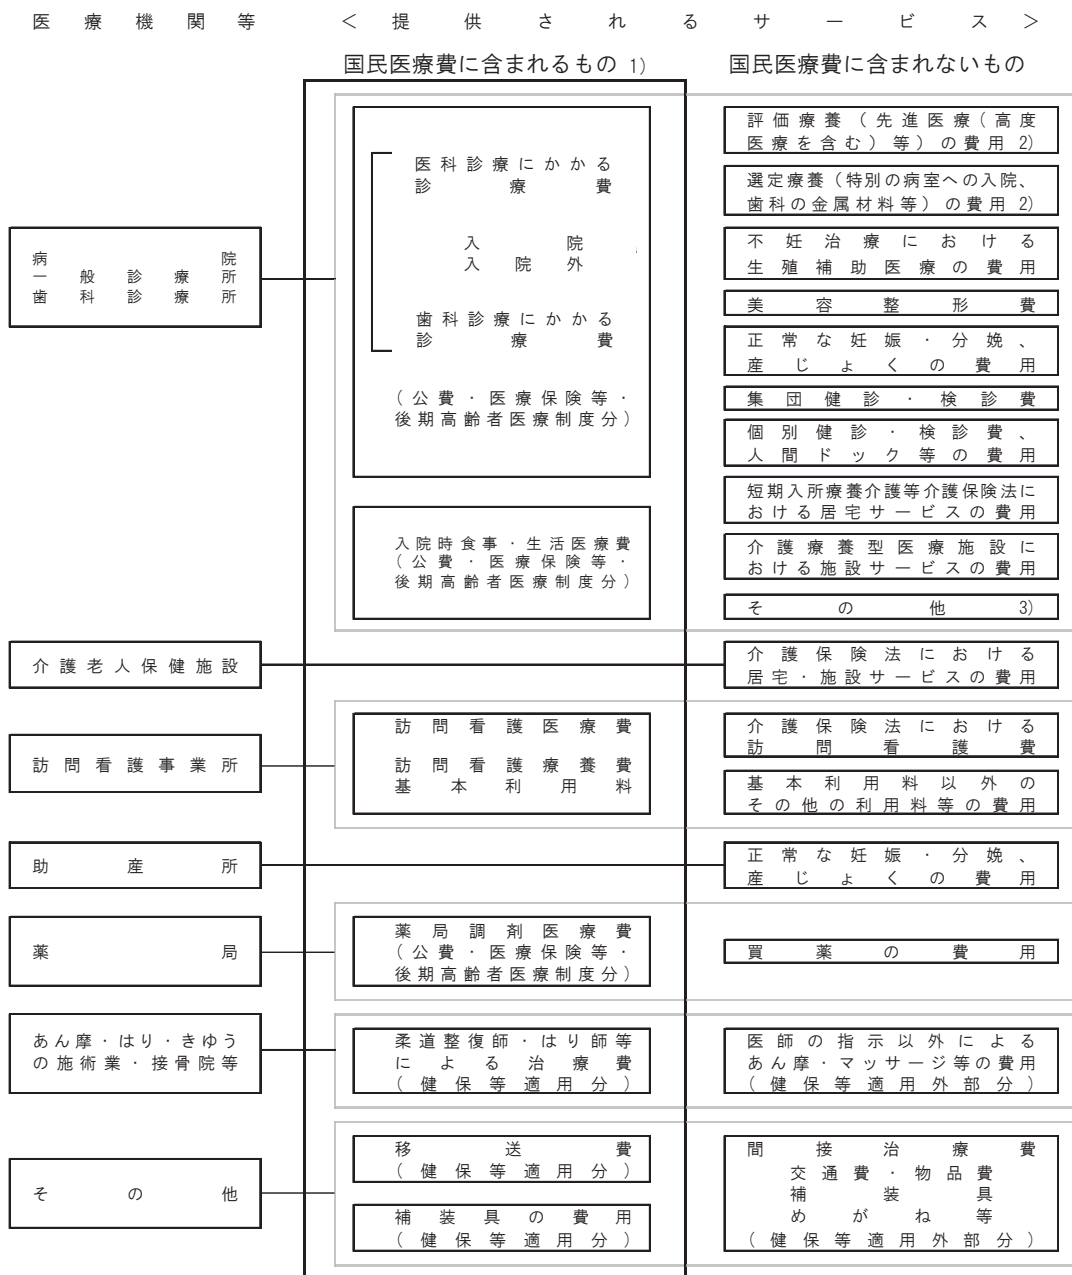 医療機関等 ＜提供されるサービス＞
国民医療費に含まれるもの 1) 国民医療費に含まれないもの
病院
一般診療所
歯科診療所
医科診療にかかる
診療費
入院
入院外
歯科診療にかかる
診療費
（公費・医療保険等・
後期高齢者医療制度分）
入院時食事・生活医療費
（公費・医療保険等・
後期高齢者医療制度分）
評価療養（先進医療（高度
医療を含む）等）の費用 2)
選定療養（特別の病室への入院、
歯科の金属材料等）の費用 2)
不妊治療における
生殖補助医療の費用
美容整形費
正常な妊娠・分娩、
産じょくの費用
集団健診・検診費
個別健診・検診費、
人間ドック等の費用
短期入所療養介護等介護保険法に
おける居宅サービスの費用
介護療養型医療施設に
おける施設サービスの費用
その他 3)
介護老人保健施設
介護保険法における
居宅・施設サービスの費用
訪問看護事業所
訪問看護医療費
訪問看護療養費
基本利用料
介護保険法における
訪問看護費
基本利用料以外の
その他の利用料等の費用
助産所
正常な妊娠・分娩、
産じょくの費用
薬局
薬局調剤医療費
（公費・医療保険等・
後期高齢者医療制度分）
買薬の費用
あん摩・はり・きゆう
の施術業・接骨院等
柔道整復師・はり師等
による治療費
（健保等適用分）
医師の指示以外による
あん摩・マッサージ等の費用
（健保等適用外部分）
その他
移送費
（健保等適用分）
補装具の費用
（健保等適用分）
間接治療費
交通費・物品費
補装具
めがね等
（健保等適用外部分）